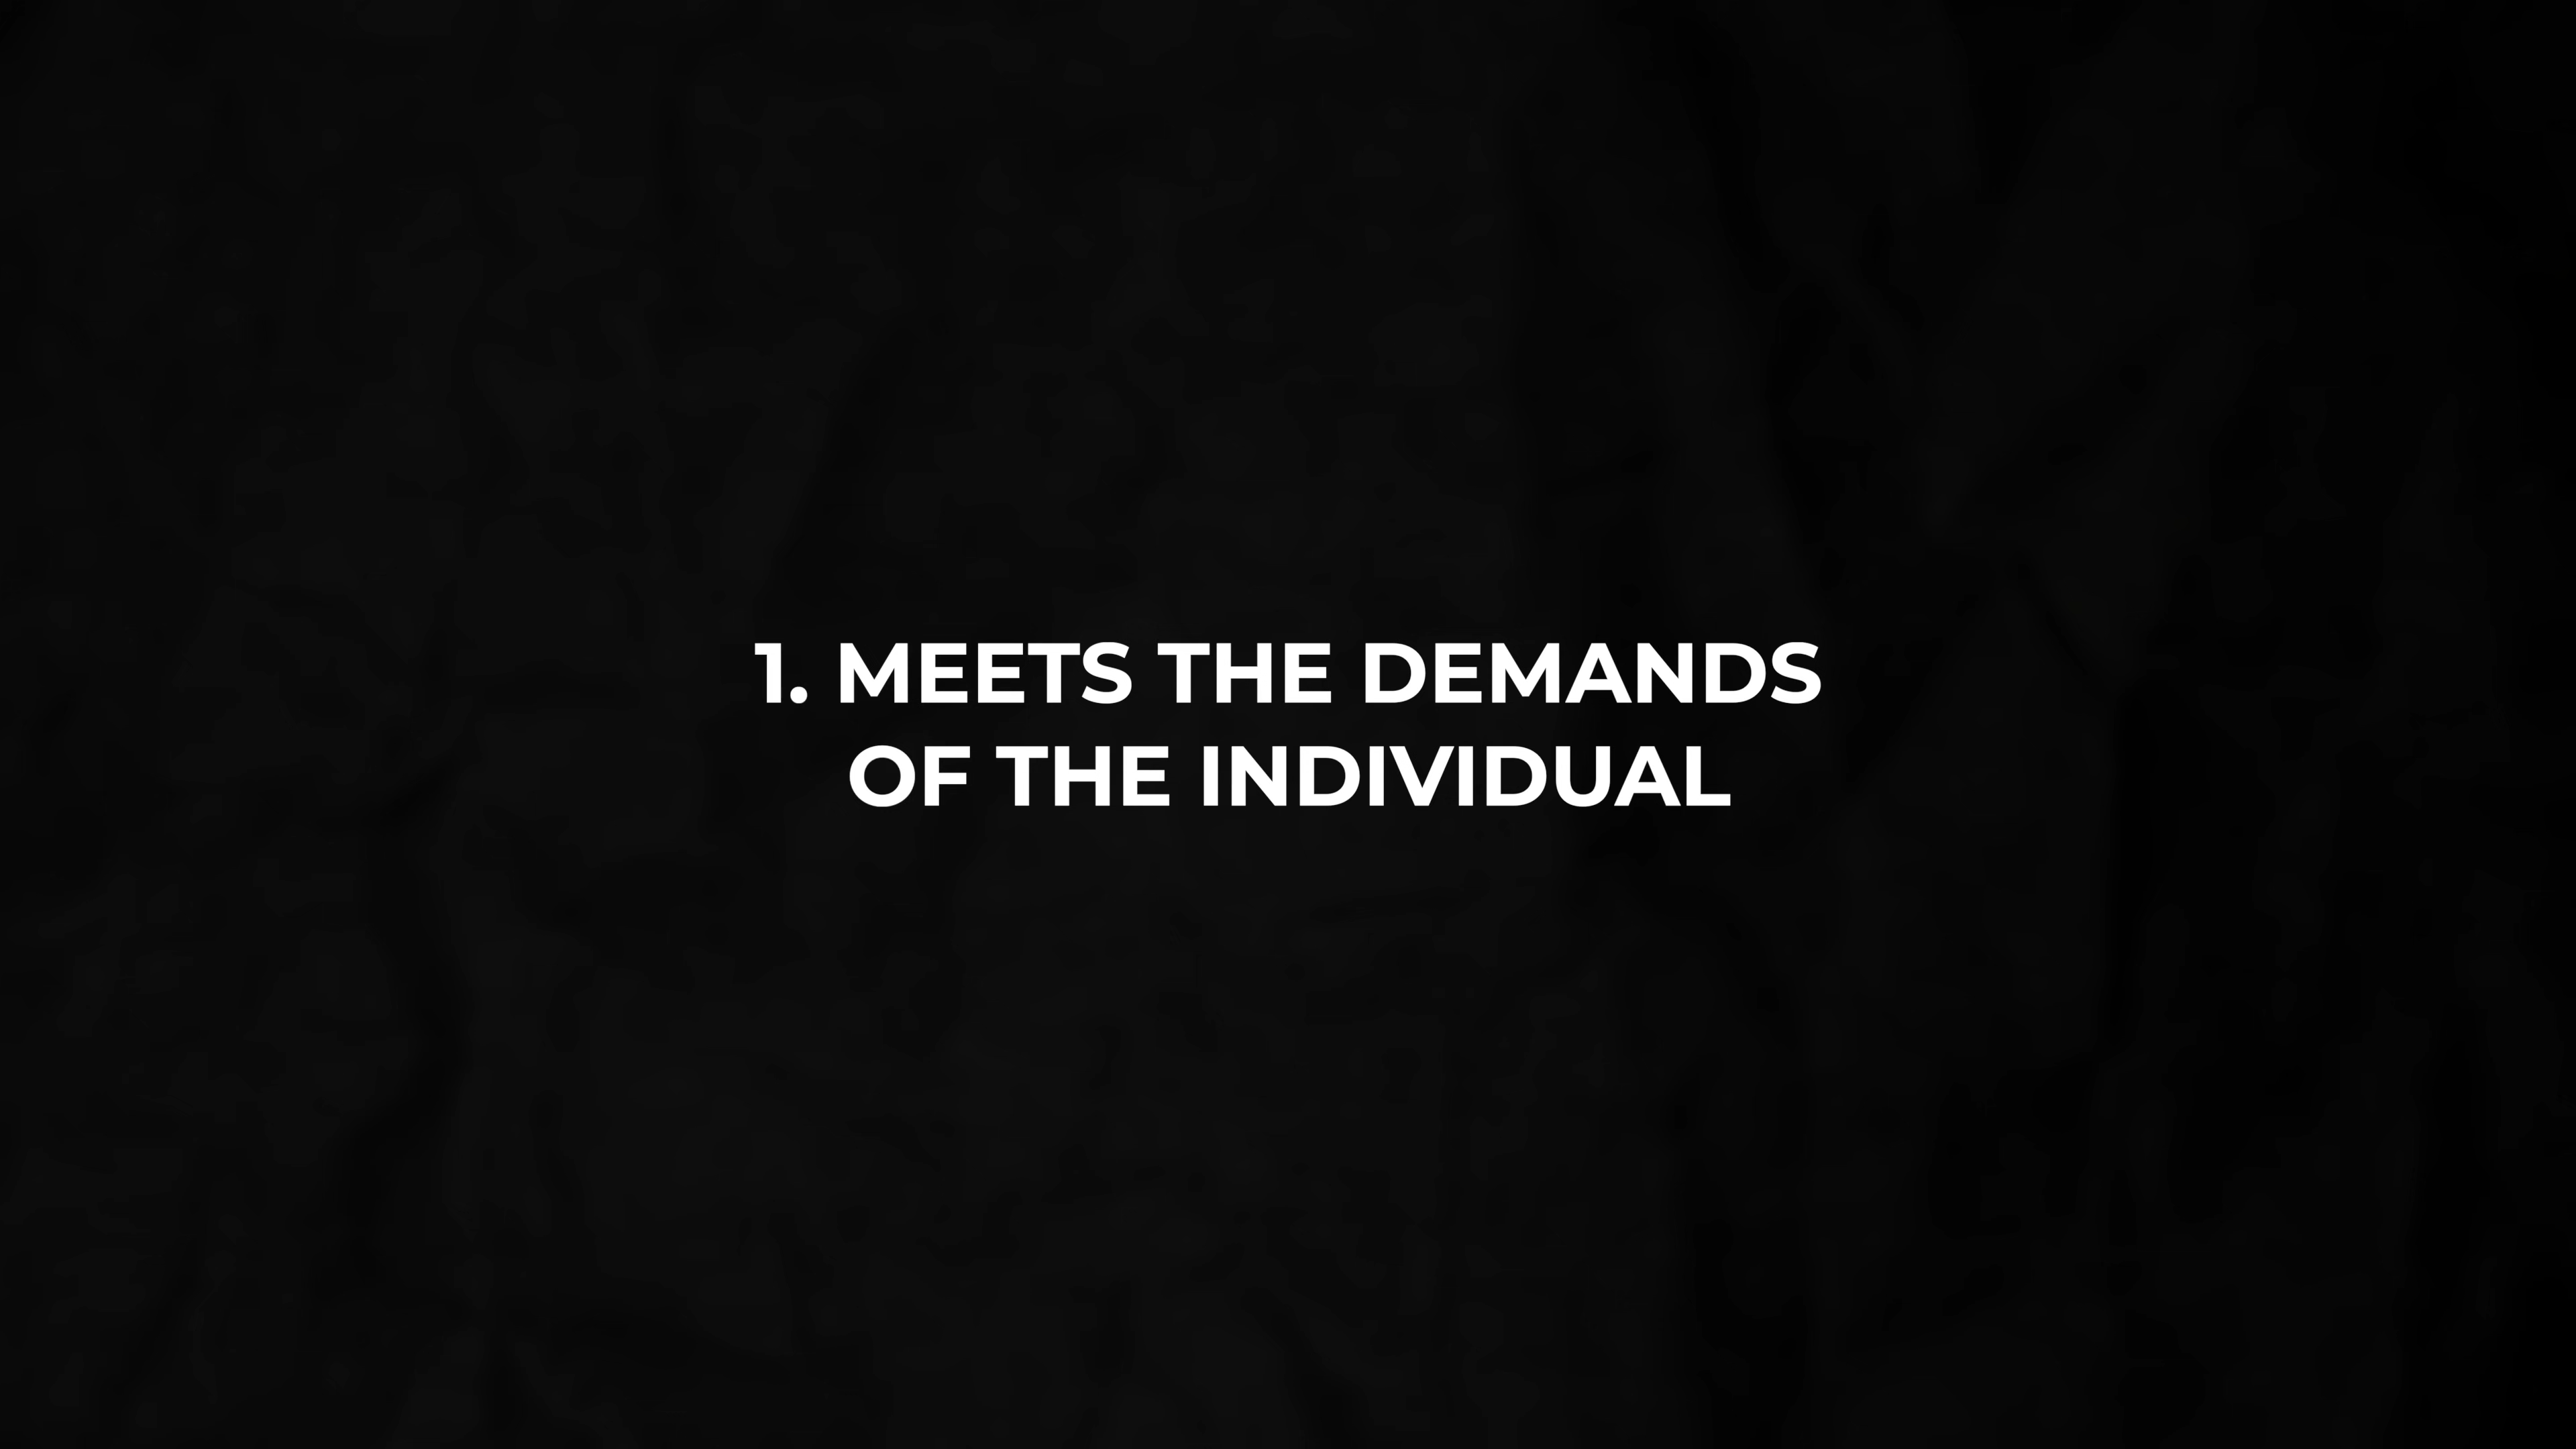 1. MEETS THE DEMANDS
OF THE INDIVIDUAL